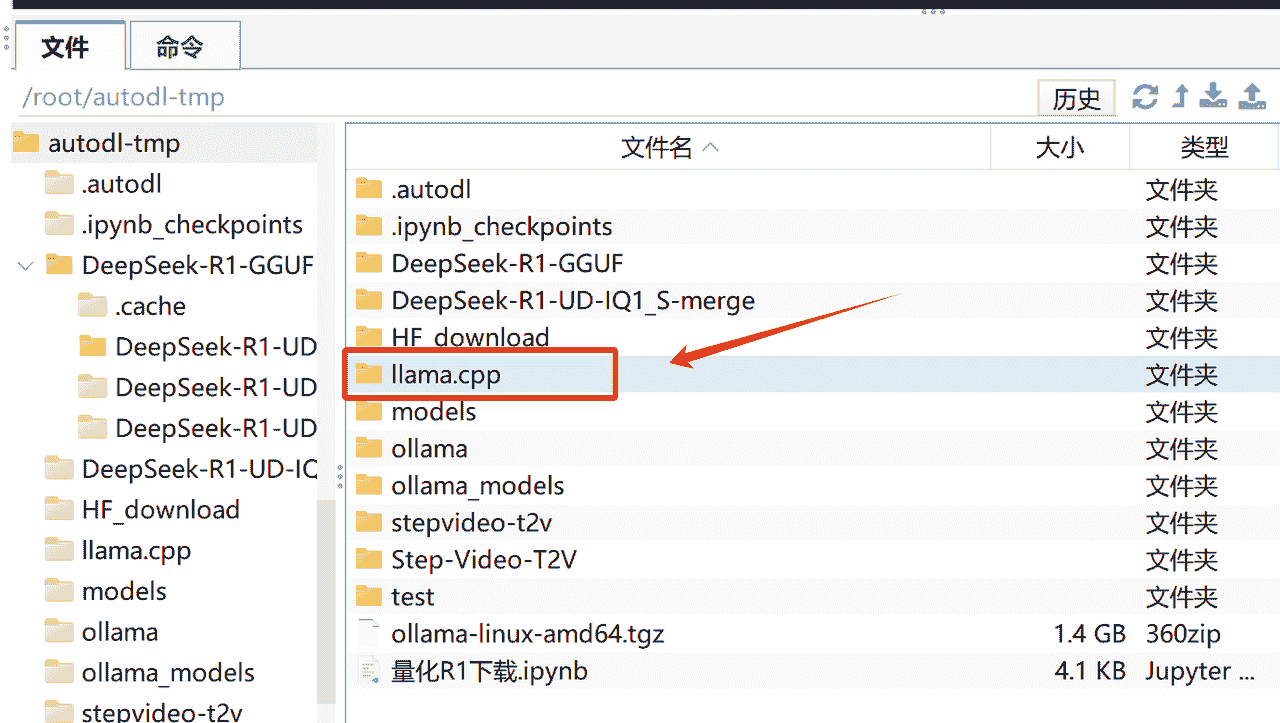 文件 命令
/root/autodl-tmp 历史
autodl-tmp
.autodl
.ipynb_checkpoints
DeepSeek-R1-GGUF
.cache
DeepSeek-R1-UD
DeepSeek-R1-UD
DeepSeek-R1-UD
DeepSeek-R1-UD-IQ
HF_download
llama.cpp
models
ollama
ollama_models
stepvideo-t2v
文件名 大小 类型
.autodl 文件夹
.ipynb_checkpoints 文件夹
DeepSeek-R1-GGUF 文件夹
DeepSeek-R1-UD-IQ1_S-merge 文件夹
HF_download 文件夹
llama.cpp 文件夹
models 文件夹
ollama 文件夹
ollama_models 文件夹
stepvideo-t2v 文件夹
Step-Video-T2V 文件夹
test 文件夹
ollama-linux-amd64.tgz 1.4 GB 360zip
量化R1下载.ipynb 4.1 KB Jupyter ...